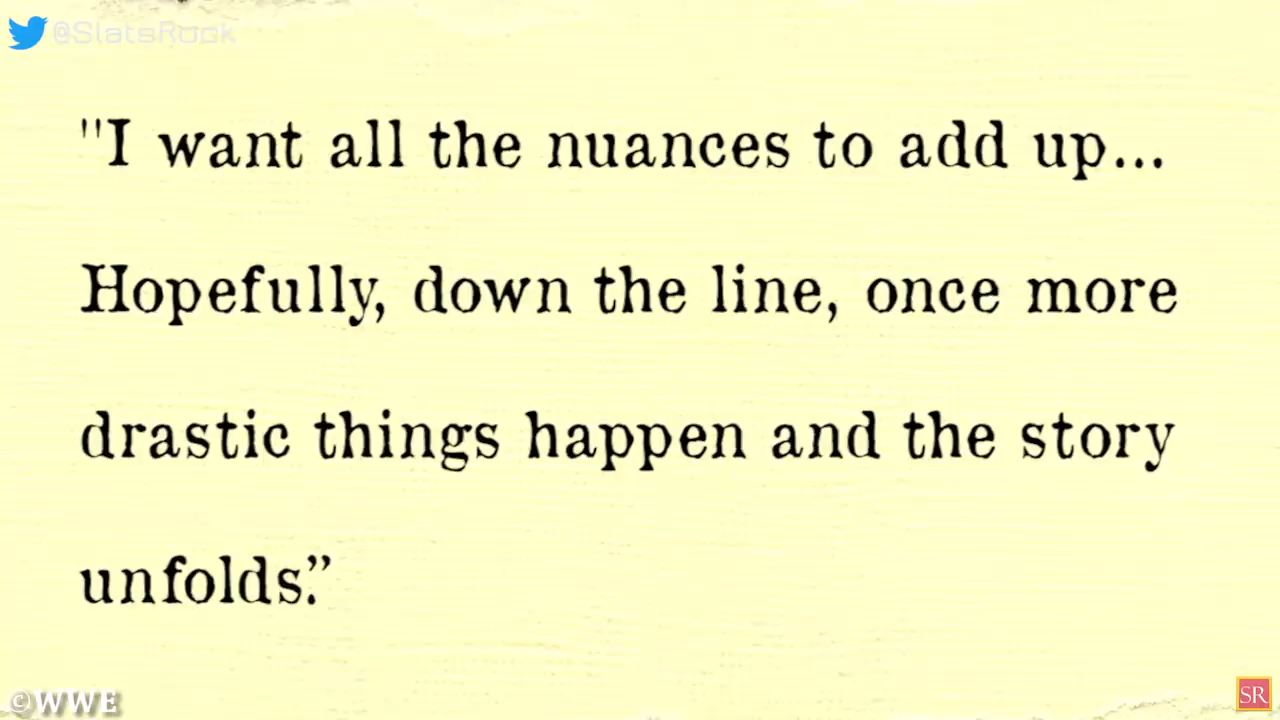 @SlatsRock
"I want all the nuances to add up...
Hopefully, down the line, once more
drastic things happen and the story
unfolds.”
©WWE
SR